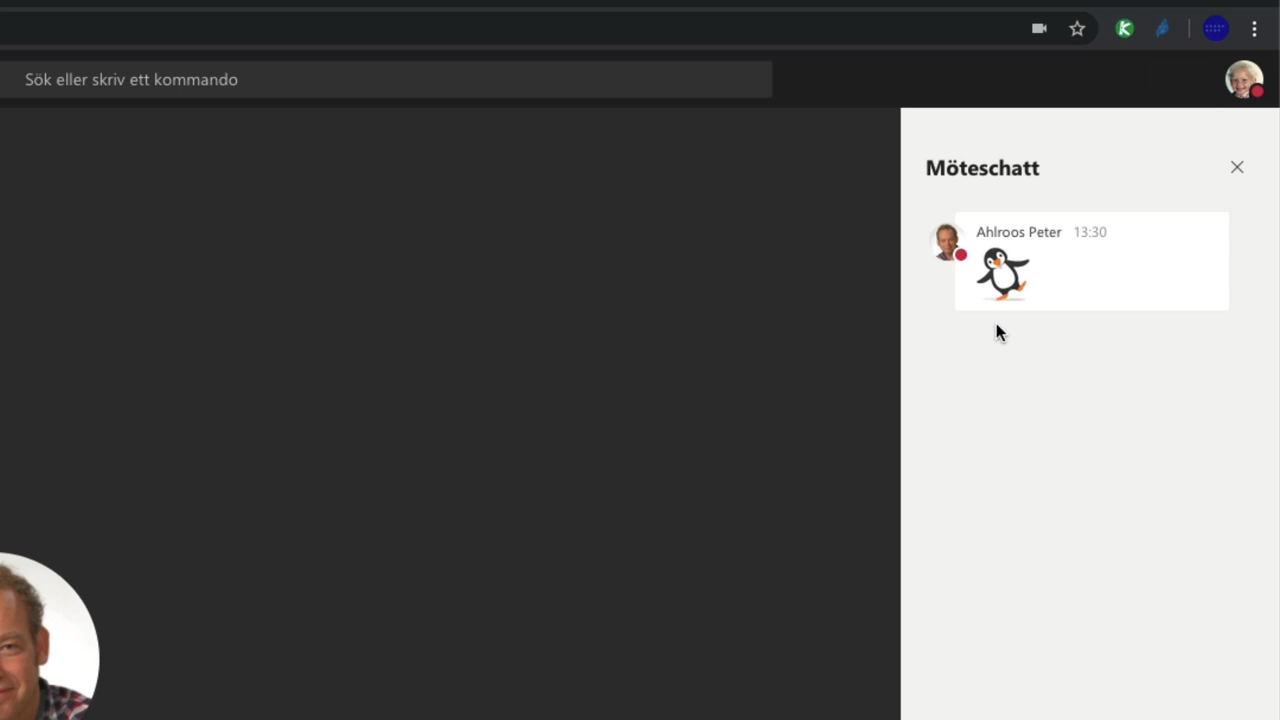 Sök eller skriv ett kommando
Möteschatt
Ahlroos Peter 13:30